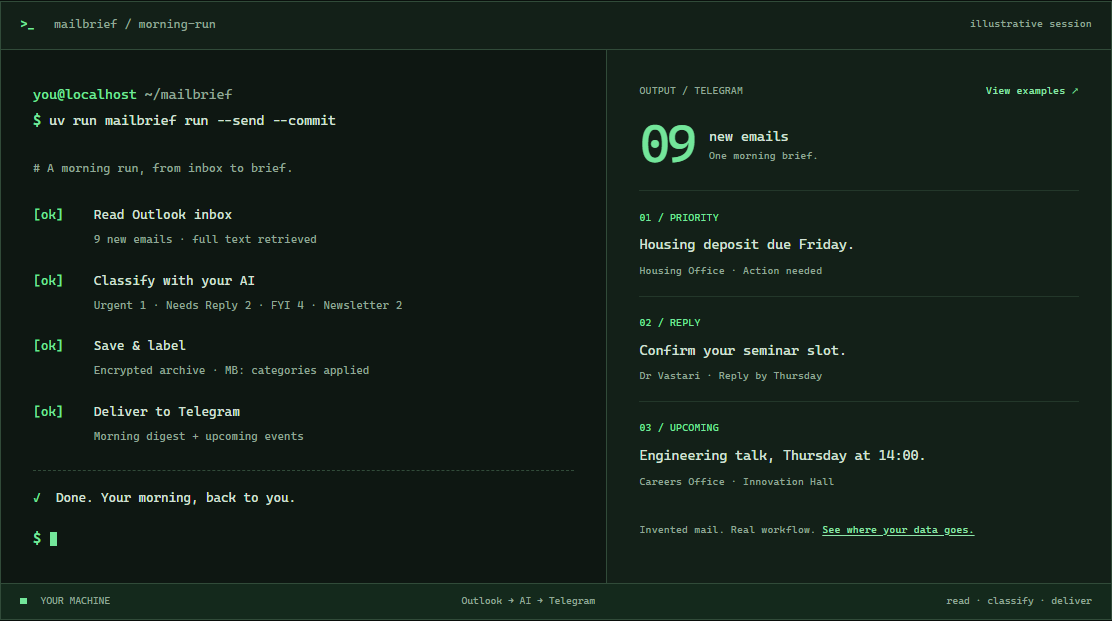 >_ mailbrief / morning-run
illustrative session
you@localhost ~/mailbrief
$ uv run mailbrief run --send --commit
# A morning run, from inbox to brief.
[ok] Read Outlook inbox
9 new emails · full text retrieved
[ok] Classify with your AI
Urgent 1 · Needs Reply 2 · FYI 4 · Newsletter 2
[ok] Save & label
Encrypted archive · MB: categories applied
[ok] Deliver to Telegram
Morning digest + upcoming events
✓ Done. Your morning, back to you.
$
OUTPUT / TELEGRAM
View examples ↗
09 new emails
One morning brief.
01 / PRIORITY
Housing deposit due Friday.
Housing Office · Action needed
02 / REPLY
Confirm your seminar slot.
Dr Vastari · Reply by Thursday
03 / UPCOMING
Engineering talk, Thursday at 14:00.
Careers Office · Innovation Hall
Invented mail. Real workflow. See where your data goes.
YOUR MACHINE
Outlook → AI → Telegram
read · classify · deliver